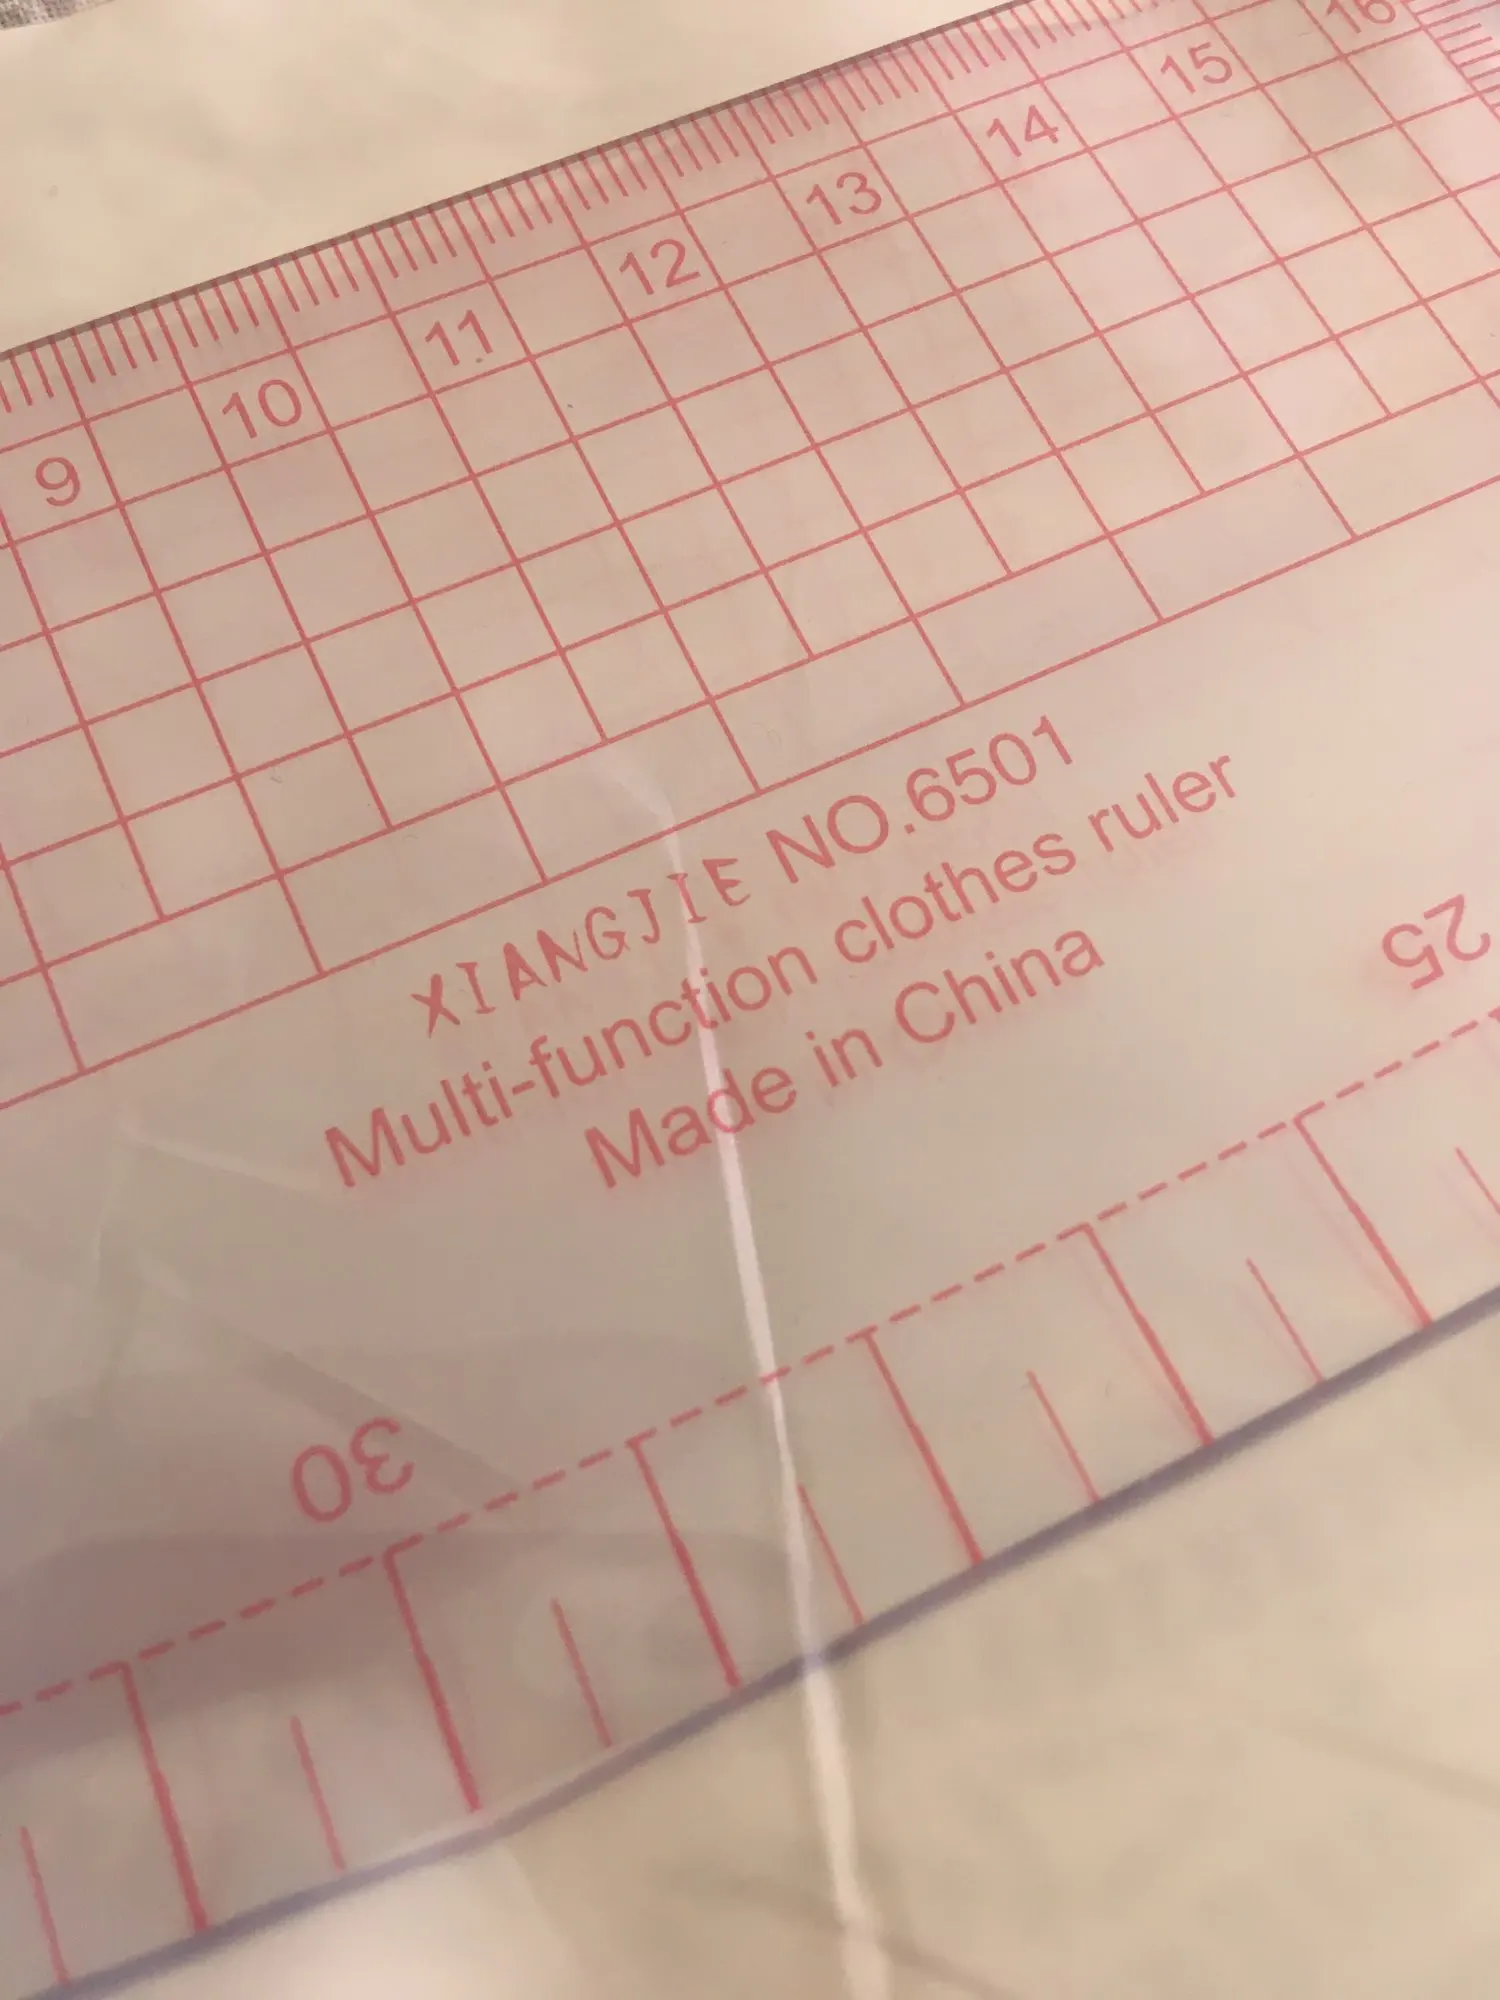 9 10 11 12 13 14 15 16
XIANGJIE NO.6501
Multi-function clothes ruler
Made in China
25
30